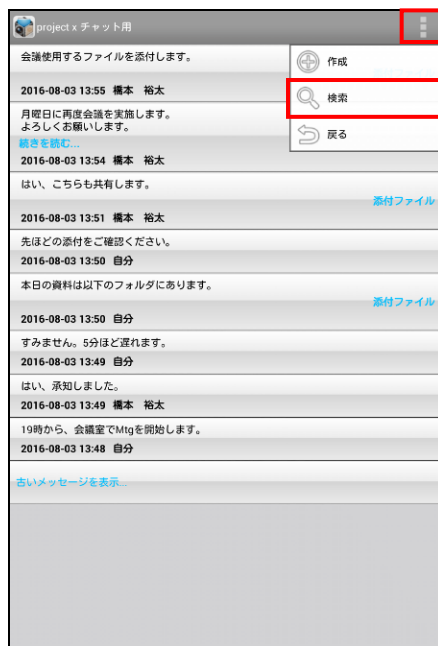 project x チャット用
作成
検索
戻る
会議使用するファイルを添付します。
2016-08-03 13:55 橋本　裕太
月曜日に再度会議を実施します。
よろしくお願いします。
続きを読む...
2016-08-03 13:54 橋本　裕太
はい、こちらも共有します。
添付ファイル
2016-08-03 13:51 橋本　裕太
先ほどの添付をご確認ください。
2016-08-03 13:50 自分
本日の資料は以下のフォルダにあります。
添付ファイル
2016-08-03 13:50 自分
すみません。5分ほど遅れます。
2016-08-03 13:49 自分
はい、承知しました。
2016-08-03 13:49 橋本　裕太
19時から、会議室でMtgを開始します。
2016-08-03 13:48 自分
古いメッセージを表示...